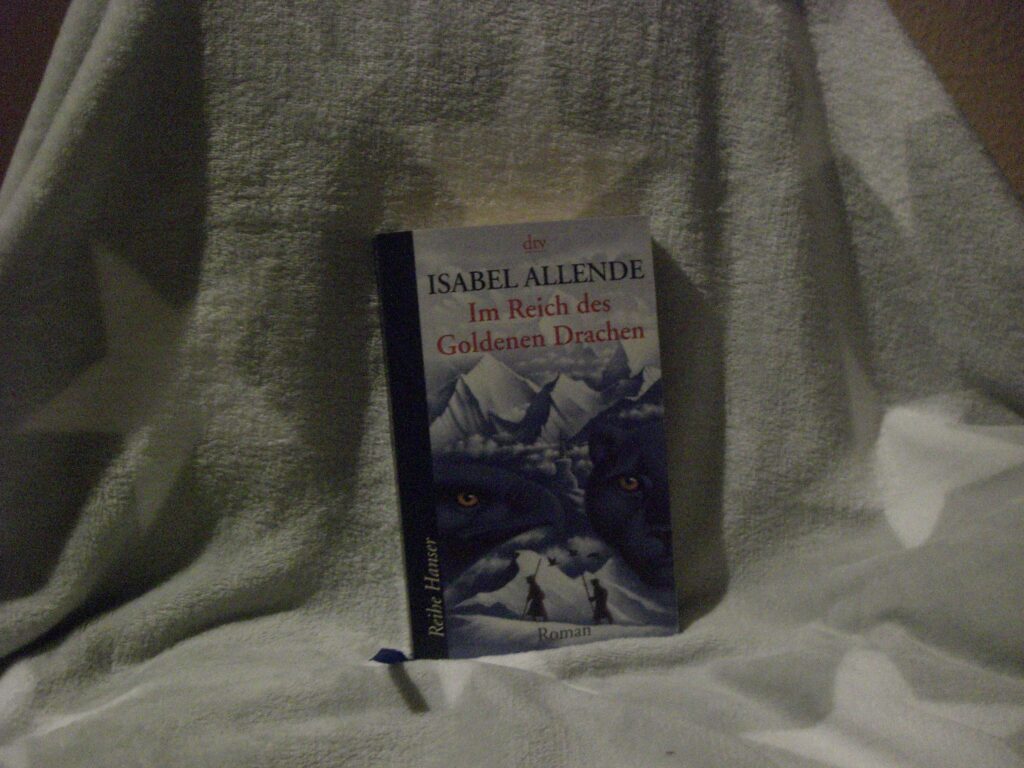 dtv
ISABEL ALLENDE
Im Reich des
Goldenen Drachen
Reihe Hanser
Roman